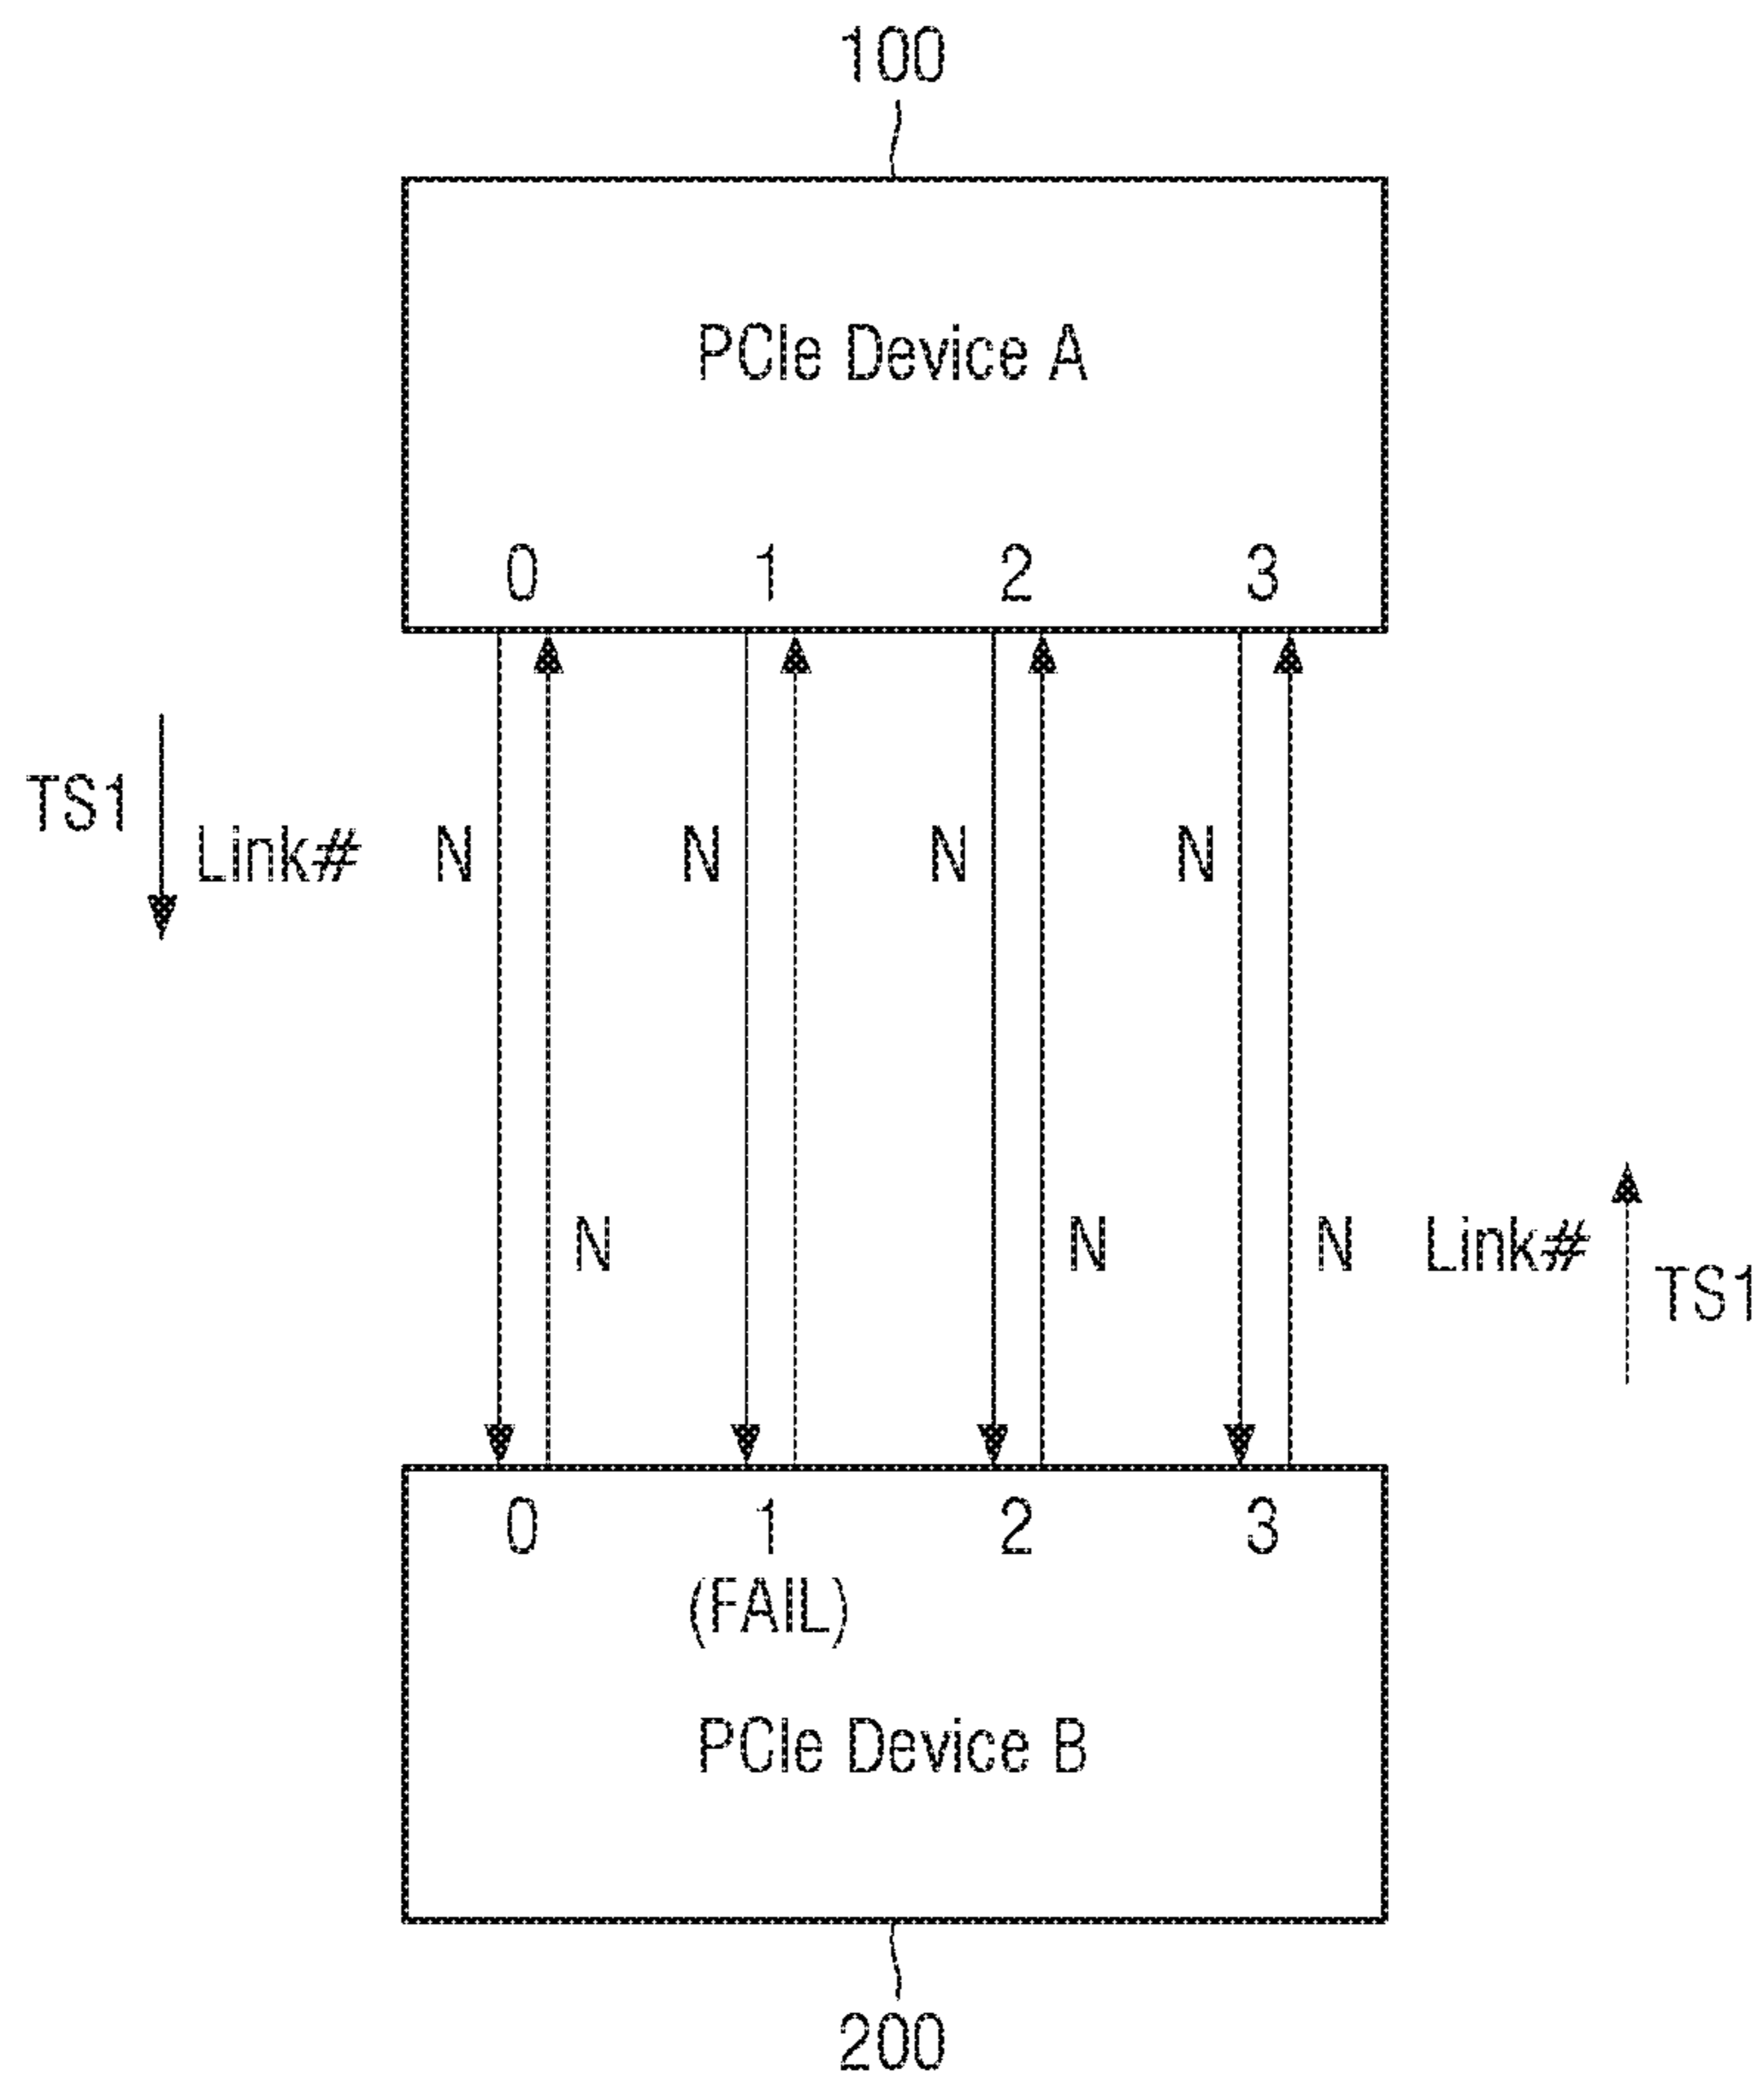 100
PCIe Device A
0 1 2 3
TS1 Link# N N N N
N N N Link# TS1
0 1 2 3
(FAIL)
PCIe Device B
200